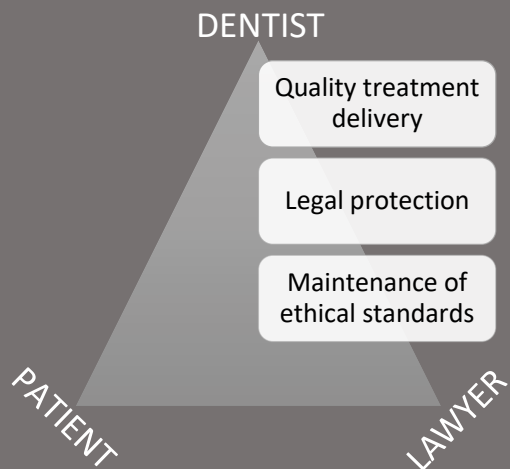 DENTIST
Quality treatment
delivery
Legal protection
Maintenance of
ethical standards
PATIENT
LAWYER